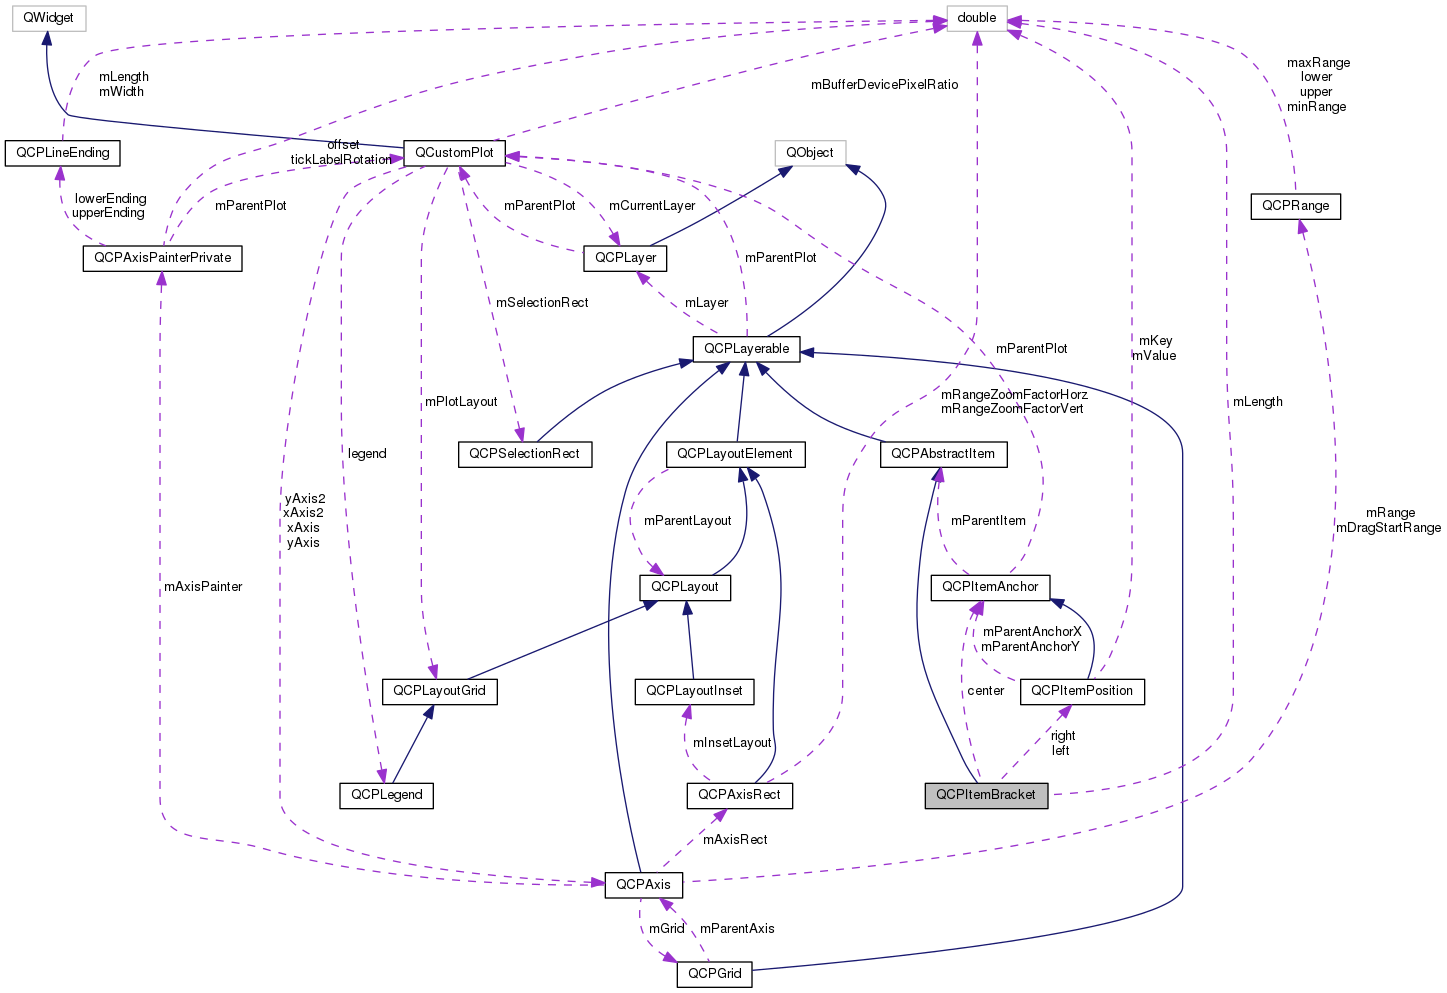 QWidget
double
mLength
mWidth
mBufferDevicePixelRatio
maxRange
lower
upper
minRange
QCPLineEnding
offset
tickLabelRotation
QCustomPlot
QObject
lowerEnding
upperEnding
mParentPlot
mParentPlot
mCurrentLayer
QCPRange
QCPAxisPainterPrivate
QCPLayer
mParentPlot
mSelectionRect
mLayer
QCPLayerable
mParentPlot
mKey
mValue
mPlotLayout
mRangeZoomFactorHorz
mRangeZoomFactorVert
mLength
legend
QCPSelectionRect
QCPLayoutElement
QCPAbstractItem
yAxis2
xAxis2
xAxis
yAxis
mParentLayout
mParentItem
mRange
mDragStartRange
mAxisPainter
QCPLayout
QCPItemAnchor
mParentAnchorX
mParentAnchorY
QCPLayoutGrid
QCPLayoutInset
center
QCPItemPosition
mInsetLayout
right
left
QCPLegend
QCPAxisRect
QCPItemBracket
mAxisRect
QCPAxis
mGrid
mParentAxis
QCPGrid